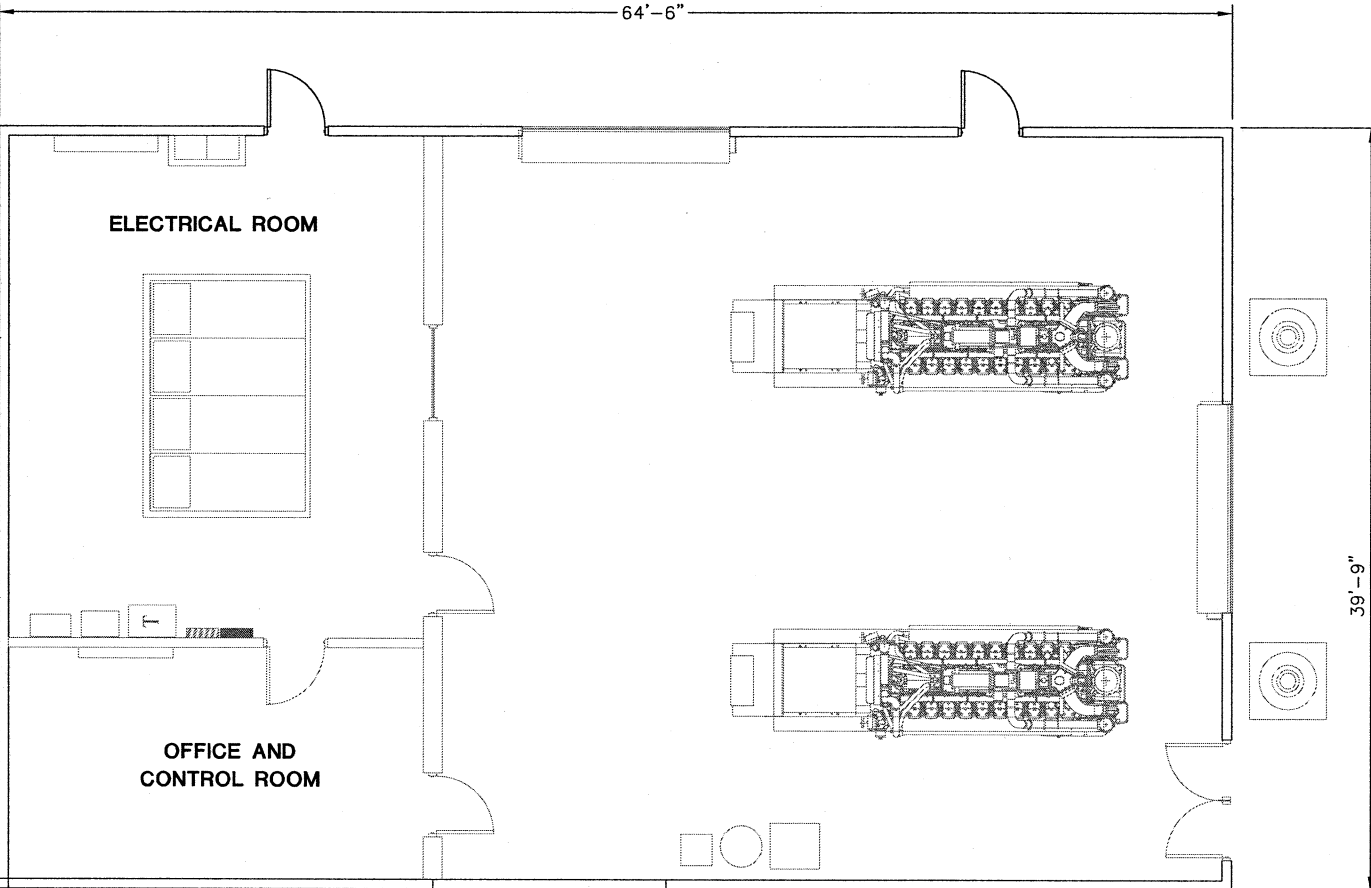 64'-6"
ELECTRICAL ROOM
39'-9"
T
OFFICE AND
CONTROL ROOM